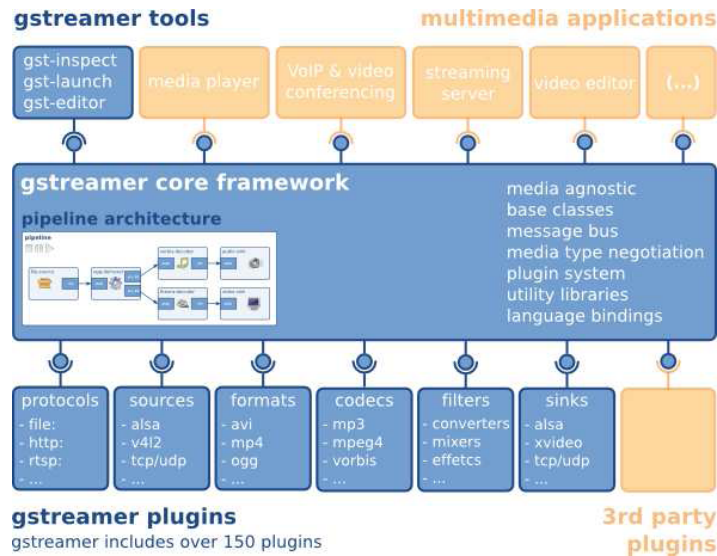 gstreamer tools
multimedia applications
gst-inspect
gst-launch
gst-editor
media player
VoIP & video
conferencing
streaming
server
video editor
(...)
gstreamer core framework
pipeline architecture
pipeline
media agnostic
base classes
message bus
media type negotiation
plugin system
utility libraries
language bindings
protocols
- file:
- http:
- rtsp:
- ...
sources
- alsa
- v4l2
- tcp/udp
- ...
formats
- avi
- mp4
- ogg
- ...
codecs
- mp3
- mpeg4
- vorbis
- ...
filters
- converters
- mixers
- effetcs
- ...
sinks
- alsa
- xvideo
- tcp/udp
- ...
gstreamer plugins
gstreamer includes over 150 plugins
3rd party
plugins